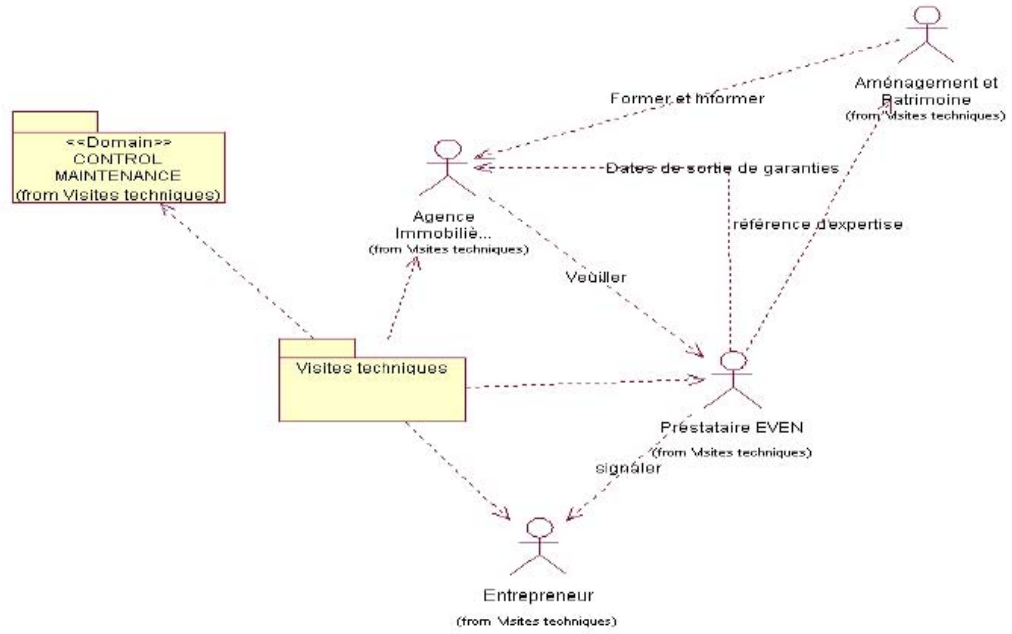 Aménagement et
Patrimoine
(from Visites techniques)
Former et Informer
<<Domain>>
CONTROL
MAINTENANCE
(from Visites techniques)
Dates de sortie de garanties
Agence
Immobiliè...
(from Visites techniques)
référence d'expertise
Veuiller
Visites techniques
Prestataire EVEN
(from Visites techniques)
signaler
Entrepreneur
(from Visites techniques)